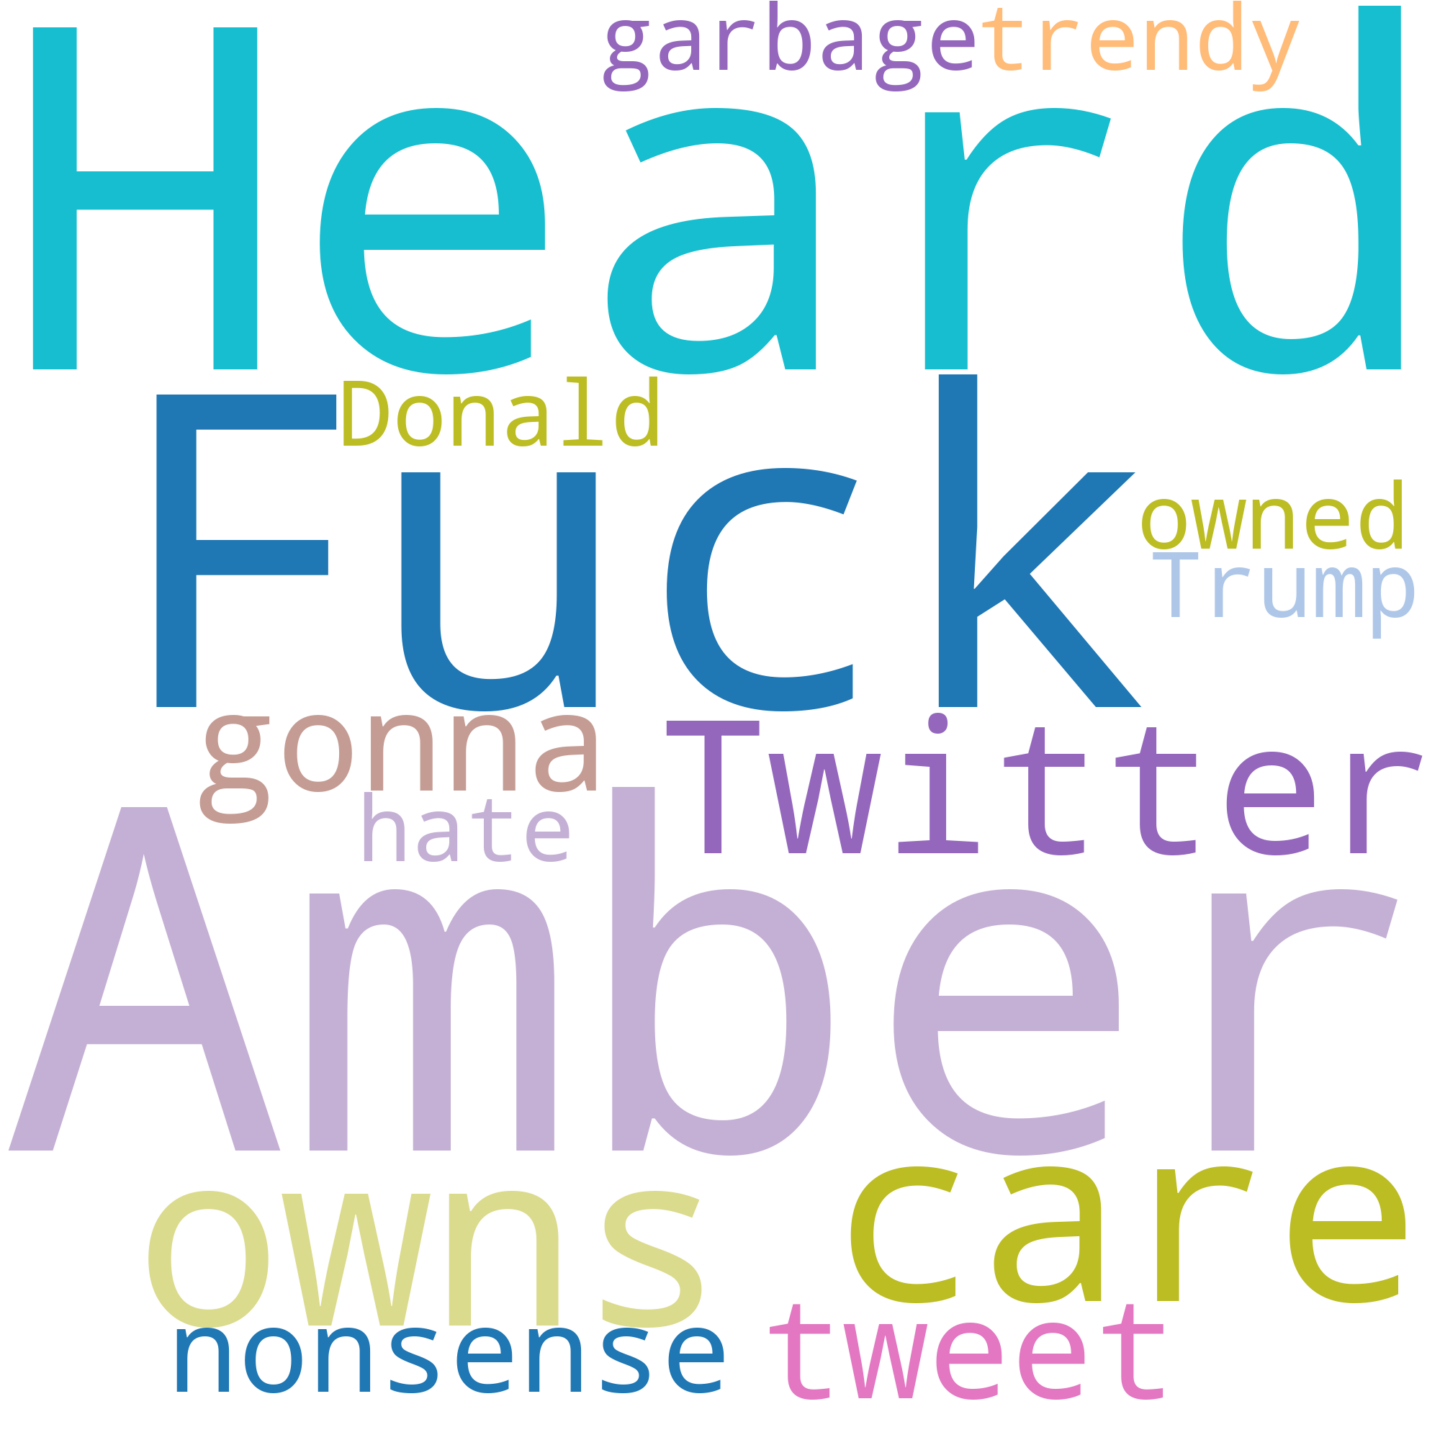 garbage trendy
Heard
Donald
Fuck
owned
Trump
gonna
Twitter
hate
Amber
owns
care
nonsense
tweet